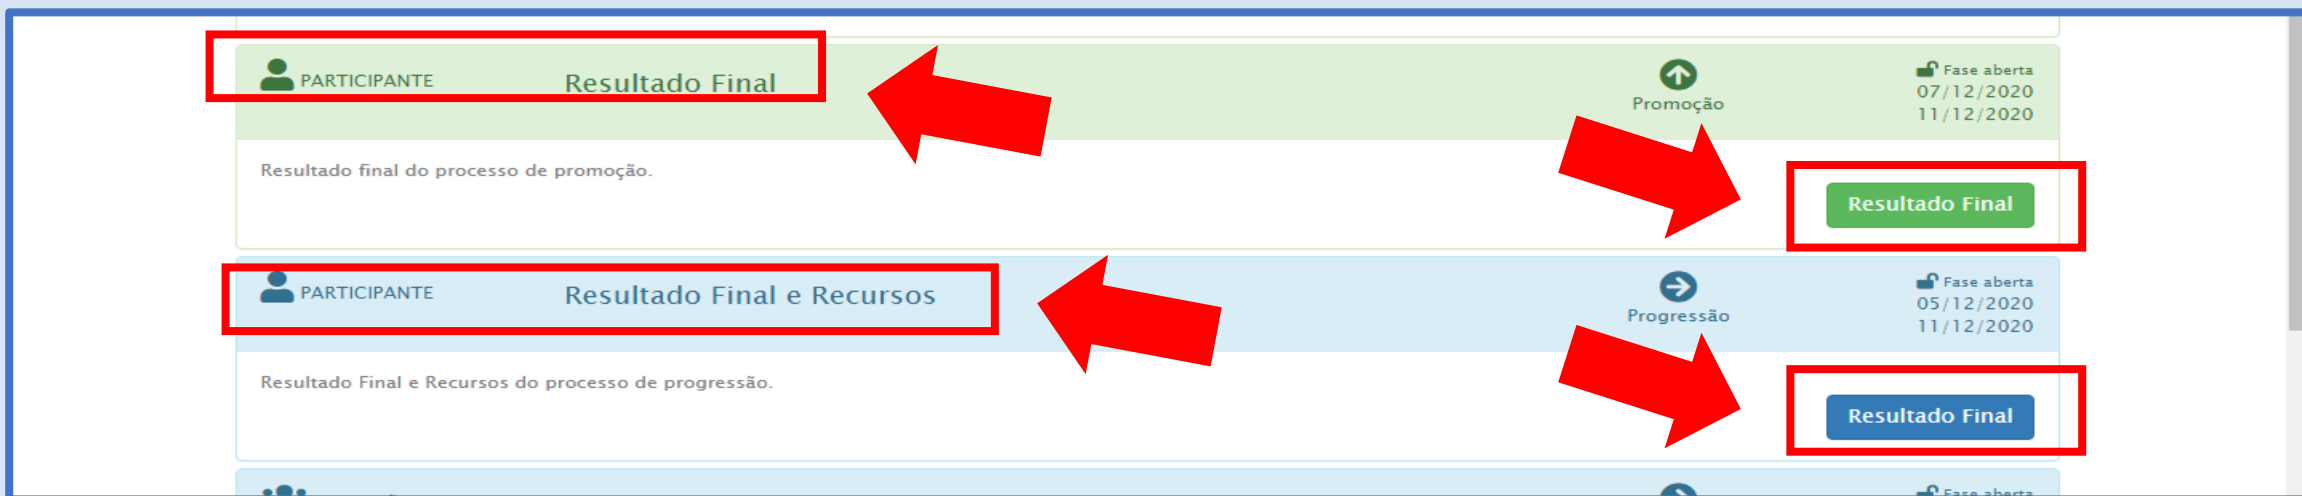 PARTICIPANTE Resultado Final Promoção Fase aberta
07/12/2020
11/12/2020
Resultado final do processo de promoção.
Resultado Final
PARTICIPANTE Resultado Final e Recursos Progressão Fase aberta
05/12/2020
11/12/2020
Resultado Final e Recursos do processo de progressão.
Resultado Final
Fase aberta